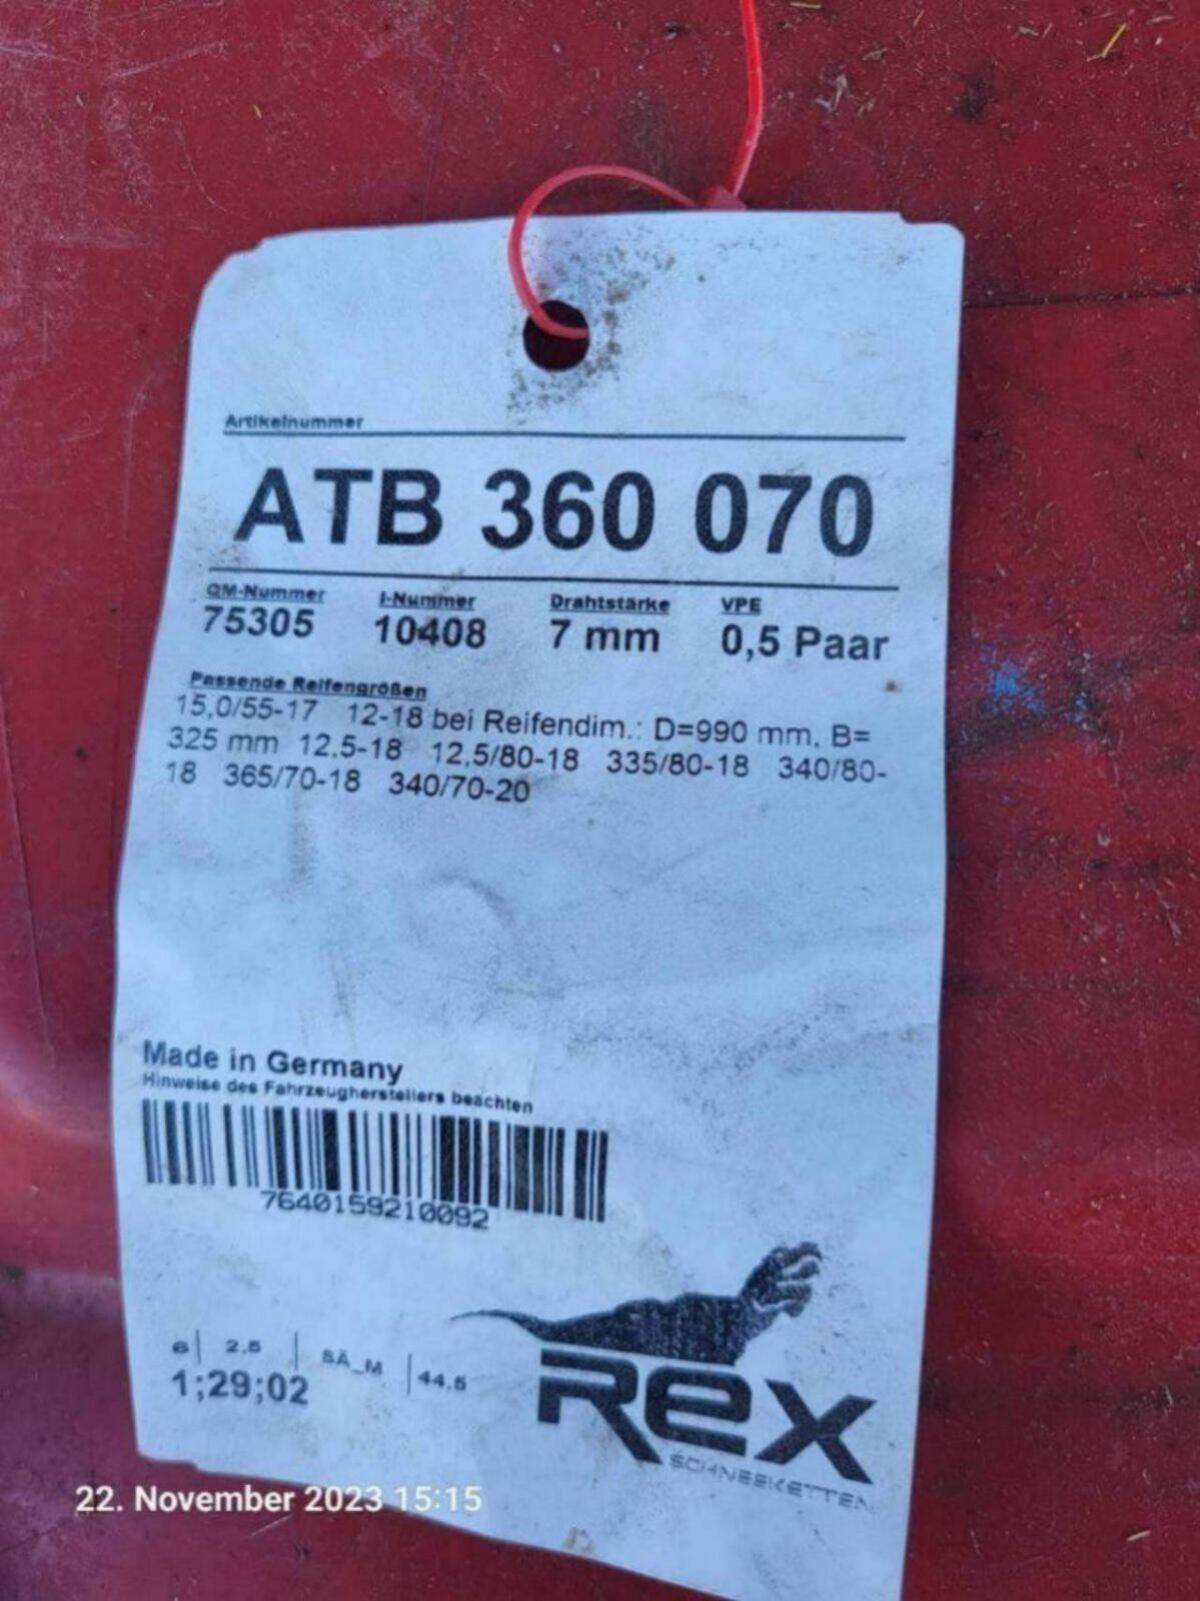 Artikelnummer
ATB 360 070
QM-Nummer I-Nummer Drahtstärke VPE
75305 10408 7 mm 0,5 Paar
Passende Reifengrößen
15,0/55-17 12-18 bei Reifendim.: D=990 mm, B=
325 mm 12.5-18 12,5/80-18 335/80-18 340/80-
18 365/70-18 340/70-20
Made in Germany
Hinweise des Fahrzeugherstellers beachten
7640159210092
6 | 2,5 | SÄ_M | 44,5
1;29;02
Rex
SCHNEEKETTEN
22. November 2023 15:15